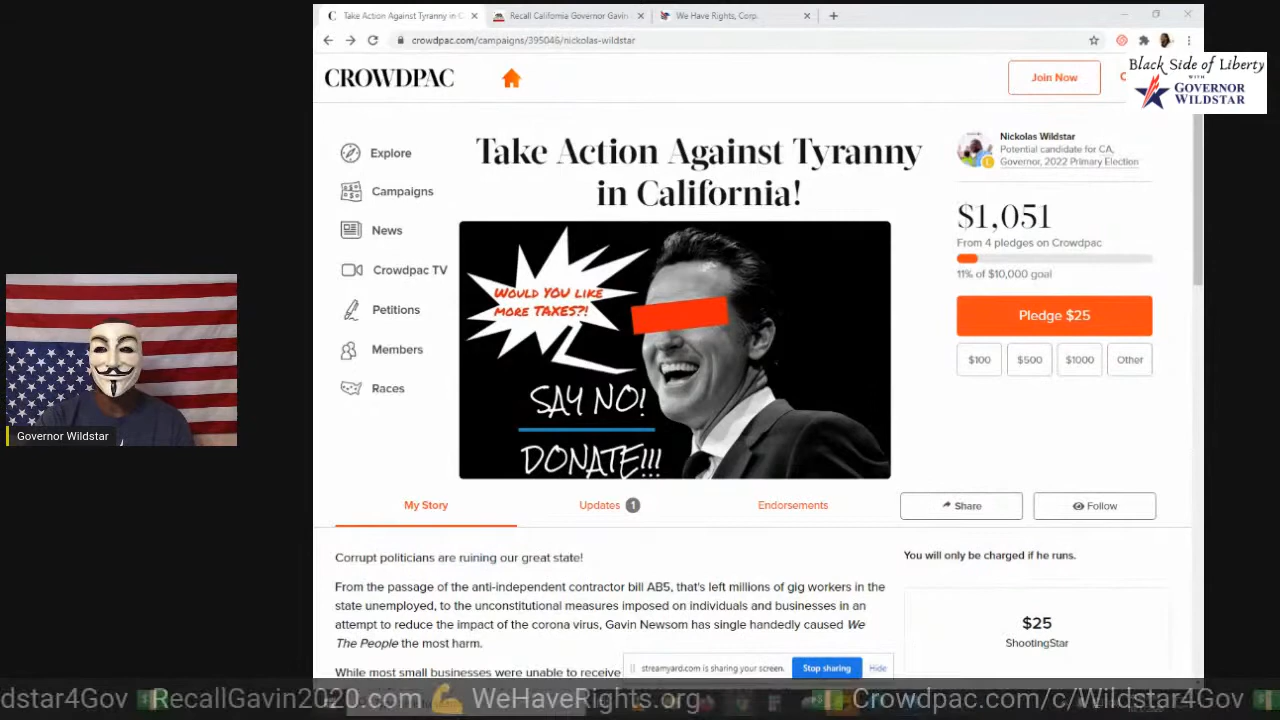 Take Action Against Tyranny in C
Recall California Governor Gavin
We Have Rights, Corp.
crowdpac.com/campaigns/395046/nickolas-wildstar
CROWDPAC
Join Now
Black Side of Liberty
WITH
GOVERNOR
WILDSTAR
Explore
Campaigns
News
Crowdpac TV
Petitions
Members
Races
Take Action Against Tyranny
in California!
WOULD YOU LIKE
MORE TAXES?!
SAY NO!
DONATE!!!
Nickolas Wildstar
Potential candidate for CA,
Governor, 2022 Primary Election
$1,051
From 4 pledges on Crowdpac
11% of $10,000 goal
Pledge $25
$100 $500 $1000 Other
Governor Wildstar
My Story Updates 1 Endorsements
Share Follow
Corrupt politicians are ruining our great state!
From the passage of the anti-independent contractor bill AB5, that's left millions of gig workers in the
state unemployed, to the unconstitutional measures imposed on individuals and businesses in an
attempt to reduce the impact of the corona virus, Gavin Newsom has single handedly caused We
The People the most harm.
While most small businesses were unable to receive
You will only be charged if he runs.
$25
ShootingStar
streamyard.com is sharing your screen. Stop sharing Hide
dstar4Gov RecallGavin2020.com WeHaveRights.org Crowdpac.com/c/Wildstar4Gov